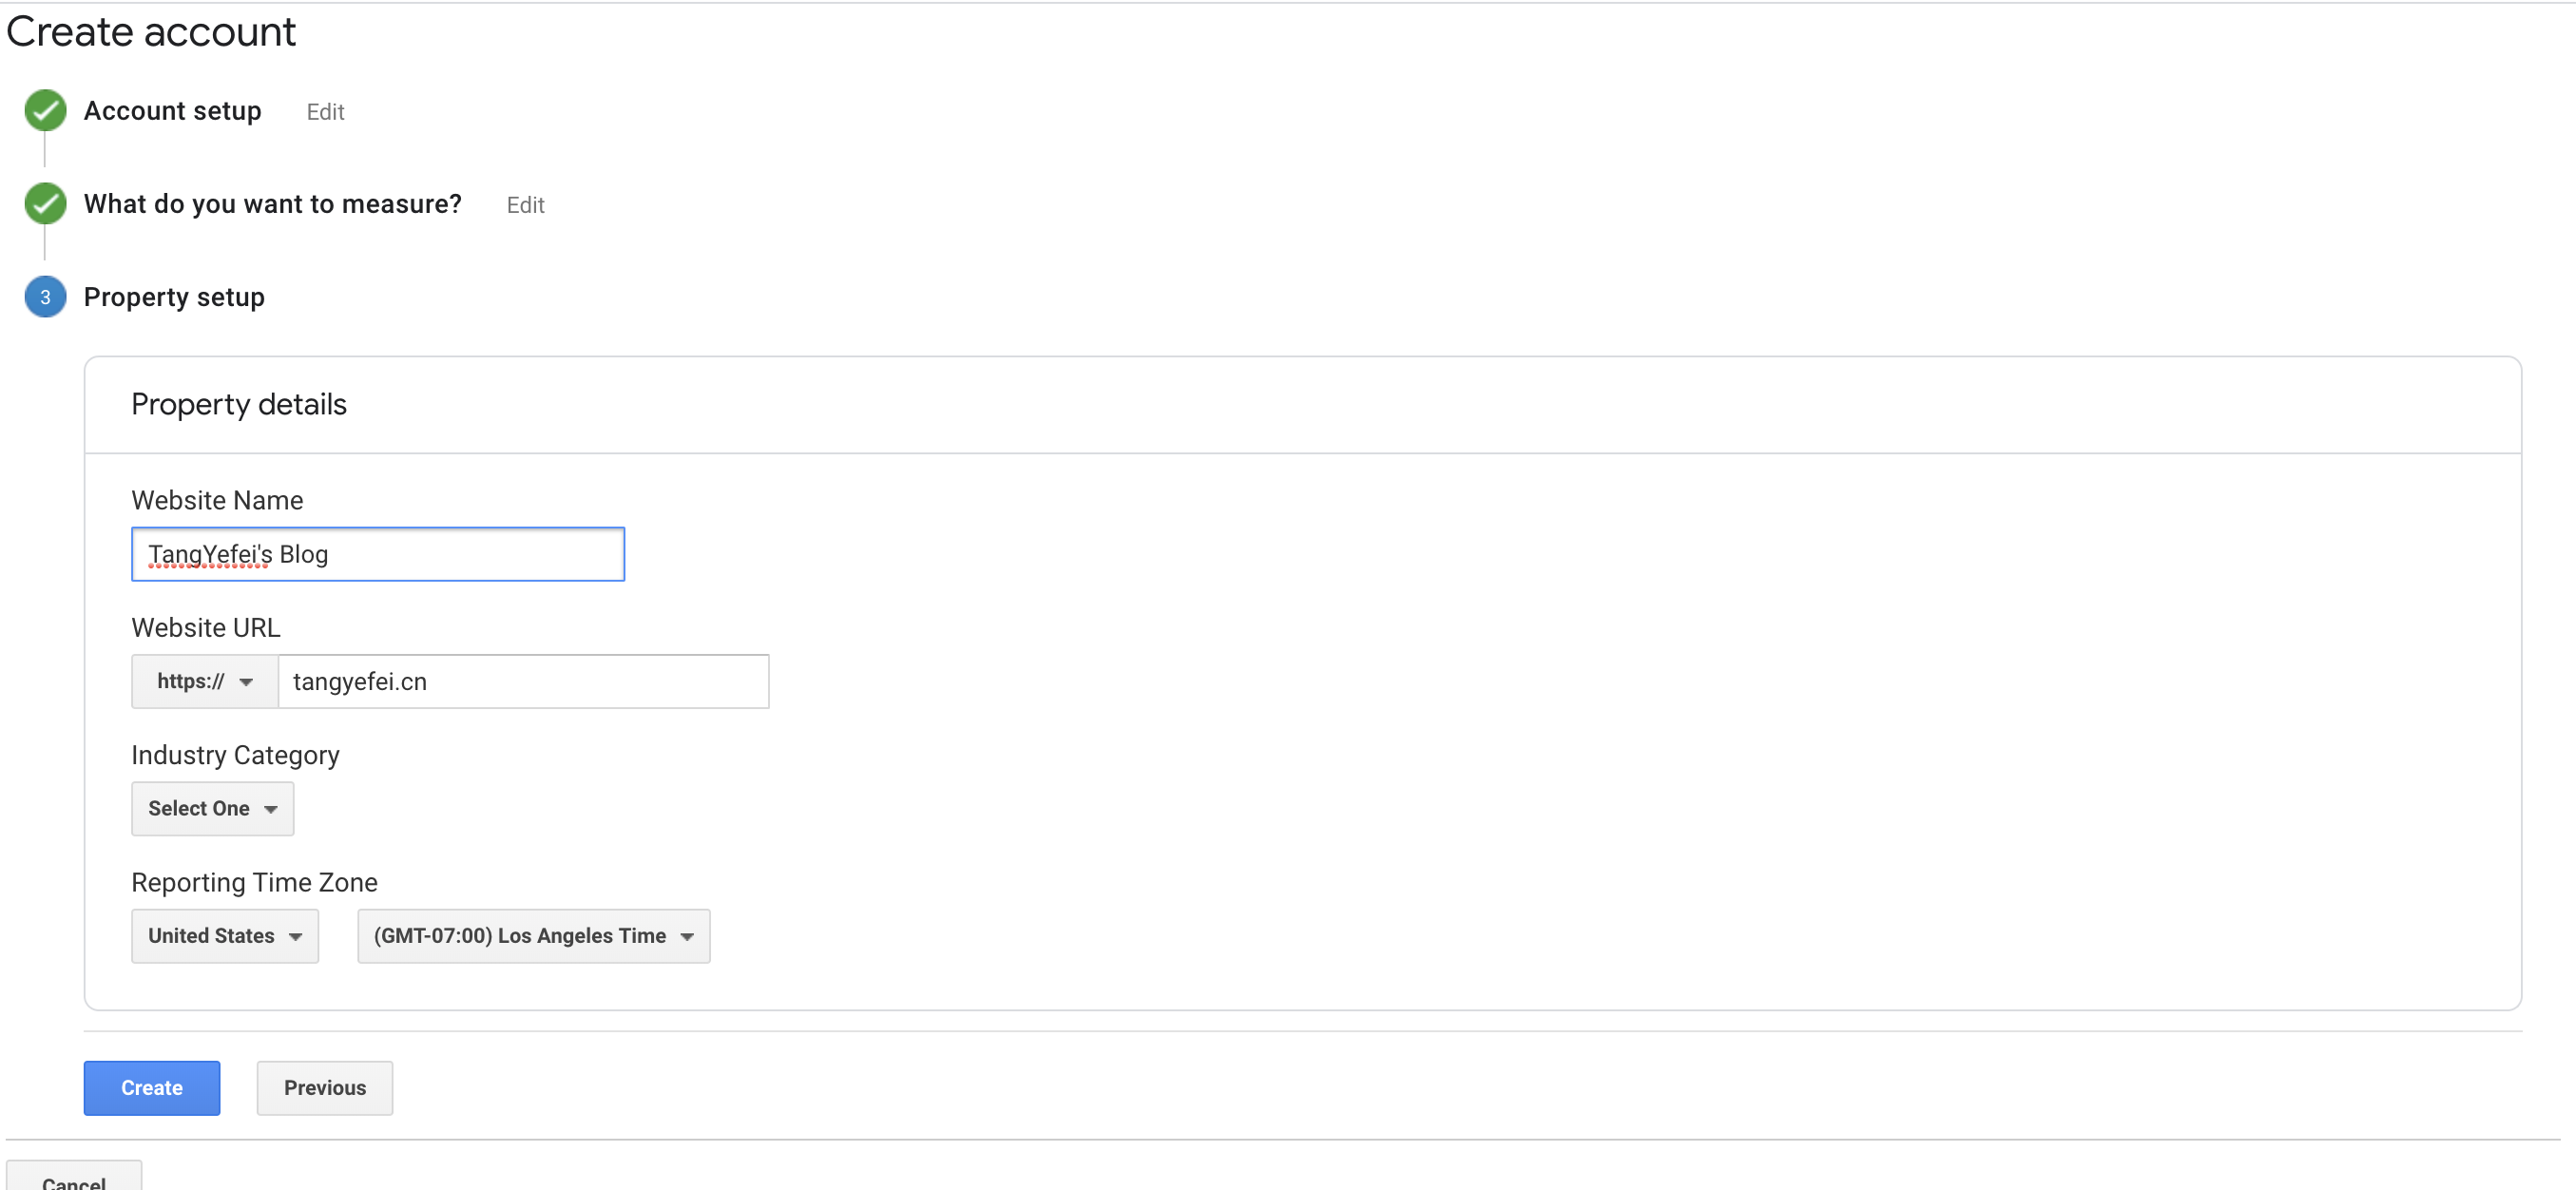 Create account
Account setup Edit
What do you want to measure? Edit
3 Property setup
Property details
Website Name
TangYefei's Blog
Website URL
https:// tangyefei.cn
Industry Category
Select One
Reporting Time Zone
United States (GMT-07:00) Los Angeles Time
Create Previous
Cancel